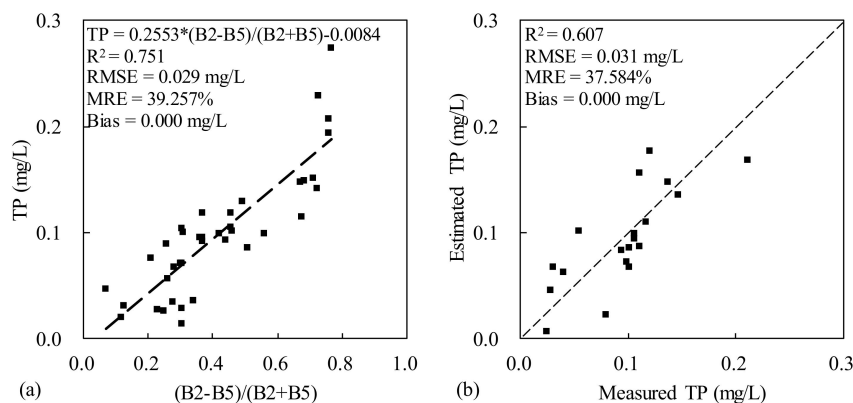 TP = 0.2553*(B2-B5)/(B2+B5)-0.0084
R² = 0.751
RMSE = 0.029 mg/L
MRE = 39.257%
Bias = 0.000 mg/L
TP (mg/L)
0.3
0.2
0.1
0.0
0.0 0.2 0.4 0.6 0.8 1.0
(a) (B2-B5)/(B2+B5)
R² = 0.607
RMSE = 0.031 mg/L
MRE = 37.584%
Bias = 0.000 mg/L
Estimated TP (mg/L)
0.3
0.2
0.1
0.0
0.0 0.1 0.2 0.3
(b) Measured TP (mg/L)